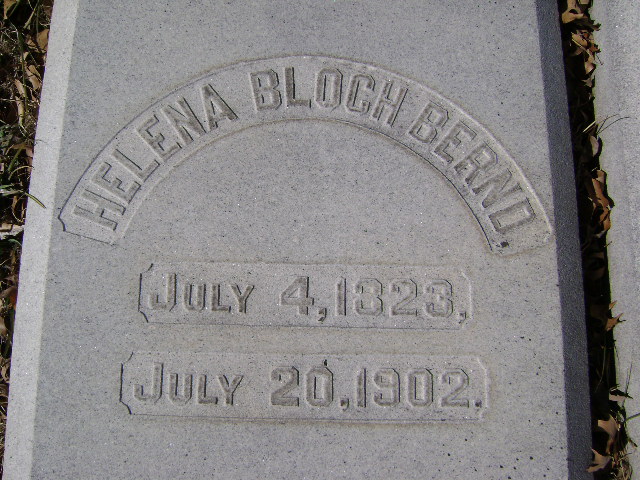 HELENA BLOCH BERND.
JULY 4, 1823,
JULY 20, 1902.